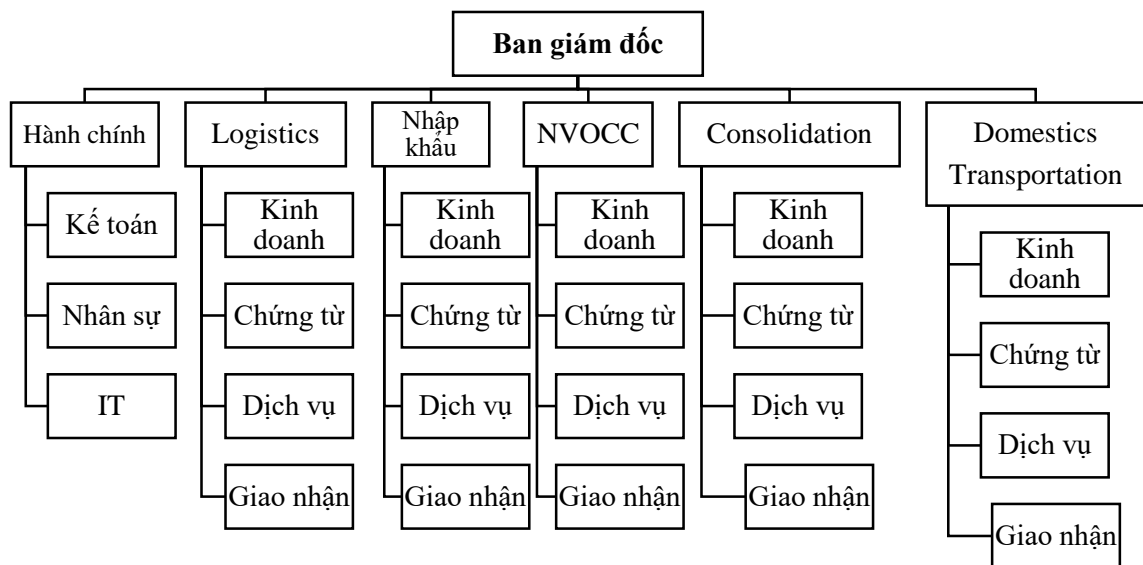 Ban giám đốc
Hành chính
Kế toán
Nhân sự
IT
Logistics
Kinh
doanh
Chứng từ
Dịch vụ
Giao nhận
Nhập
khẩu
Kinh
doanh
Chứng từ
Dịch vụ
Giao nhận
NVOCC
Kinh
doanh
Chứng từ
Dịch vụ
Giao nhận
Consolidation
Kinh
doanh
Chứng từ
Dịch vụ
Giao nhận
Domestics
Transportation
Kinh
doanh
Chứng từ
Dịch vụ
Giao nhận